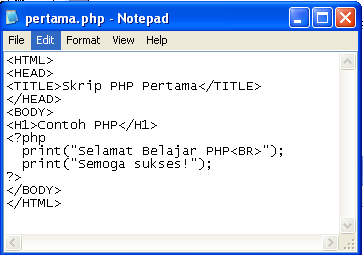 pertama.php - Notepad
File Edit Format View Help
<HTML>
<HEAD>
<TITLE>Skrip PHP Pertama</TITLE>
</HEAD>
<BODY>
<H1>Contoh PHP</H1>
<?php
  print("Selamat Belajar PHP<BR>");
  print("Semoga sukses!");
?>
</BODY>
</HTML>